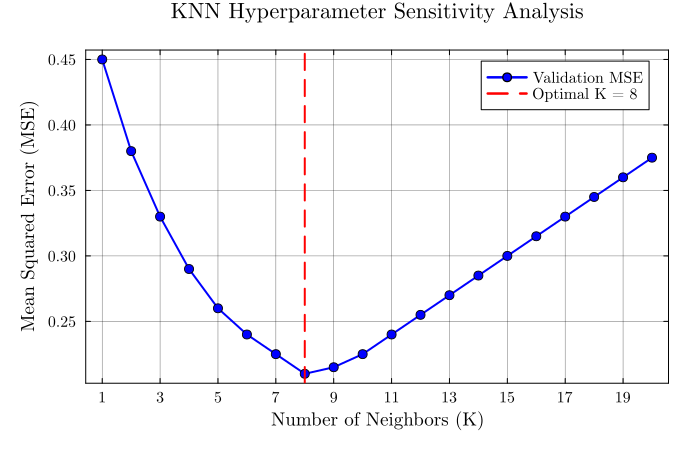 KNN Hyperparameter Sensitivity Analysis
Mean Squared Error (MSE)
0.45
0.40
0.35
0.30
0.25
Validation MSE
Optimal K = 8
1 3 5 7 9 11 13 15 17 19
Number of Neighbors (K)